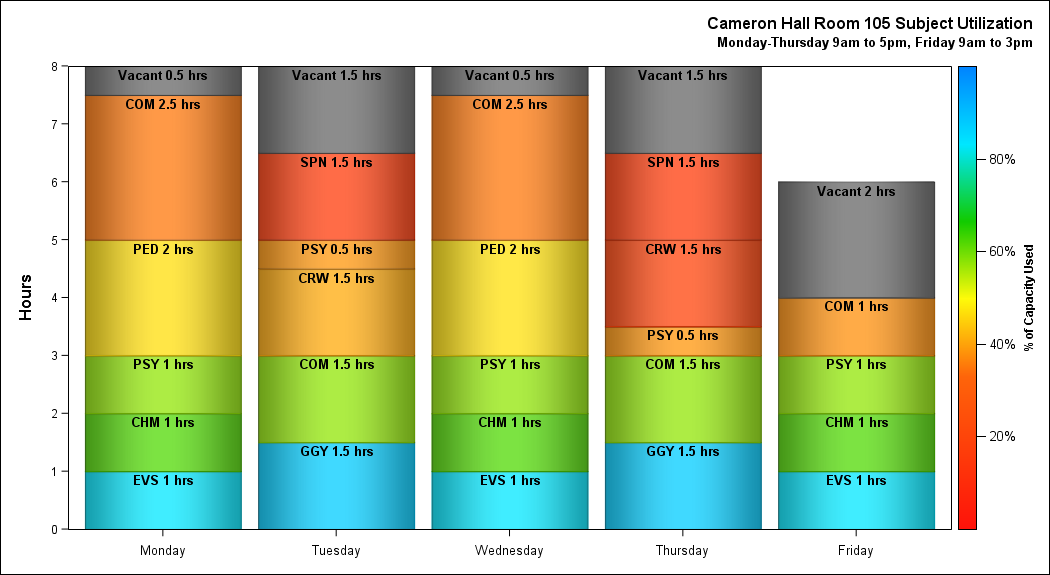 Cameron Hall Room 105 Subject Utilization
Monday-Thursday 9am to 5pm, Friday 9am to 3pm
Hours
8
7
6
5
4
3
2
1
0
Vacant 0.5 hrs
COM 2.5 hrs
PED 2 hrs
PSY 1 hrs
CHM 1 hrs
EVS 1 hrs
Vacant 1.5 hrs
SPN 1.5 hrs
PSY 0.5 hrs
CRW 1.5 hrs
COM 1.5 hrs
GGY 1.5 hrs
Vacant 0.5 hrs
COM 2.5 hrs
PED 2 hrs
PSY 1 hrs
CHM 1 hrs
EVS 1 hrs
Vacant 1.5 hrs
SPN 1.5 hrs
CRW 1.5 hrs
PSY 0.5 hrs
COM 1.5 hrs
GGY 1.5 hrs
Vacant 2 hrs
COM 1 hrs
PSY 1 hrs
CHM 1 hrs
EVS 1 hrs
Monday
Tuesday
Wednesday
Thursday
Friday
80%
60%
40%
20%
% of Capacity Used